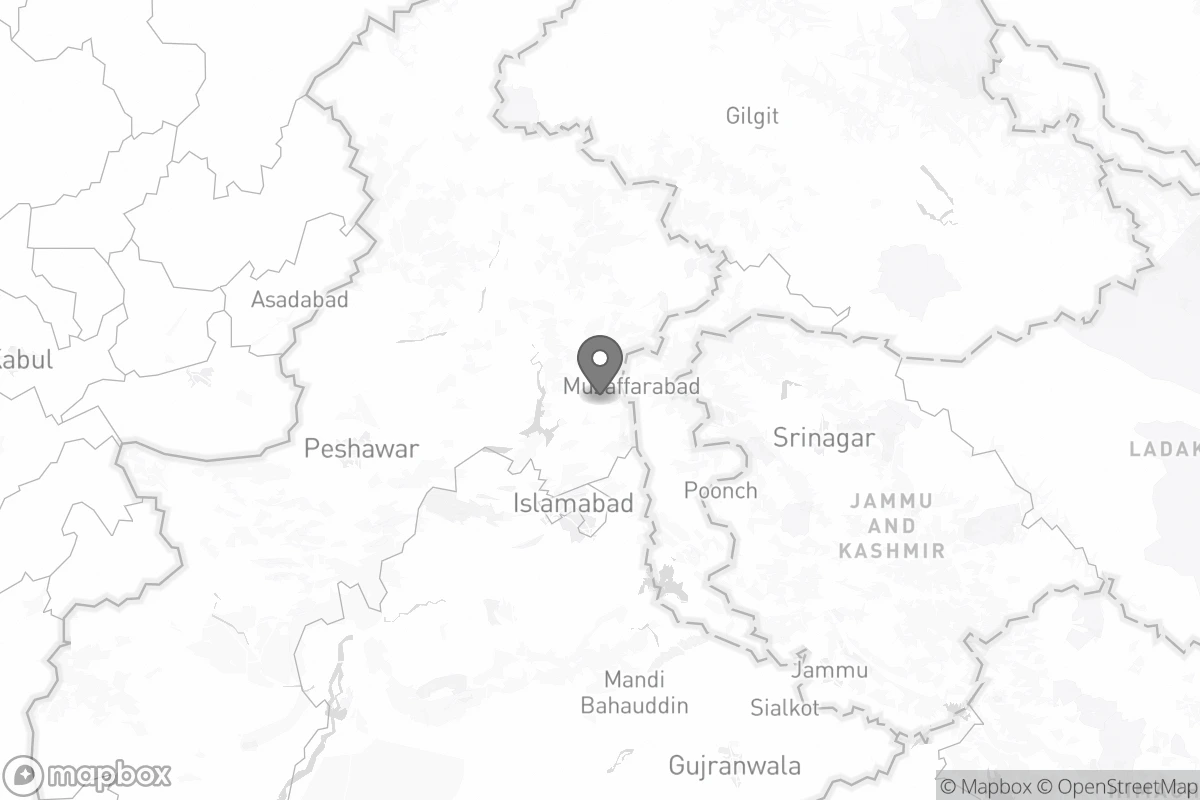 Gilgit
Asadabad
Kabul
Muzaffarabad
Peshawar
Srinagar
LADAK
Poonch
Islamabad
JAMMU
AND
KASHMIR
Jammu
Mandi
Bahauddin
Sialkot
Gujranwala
mapbox
© Mapbox © OpenStreetMap